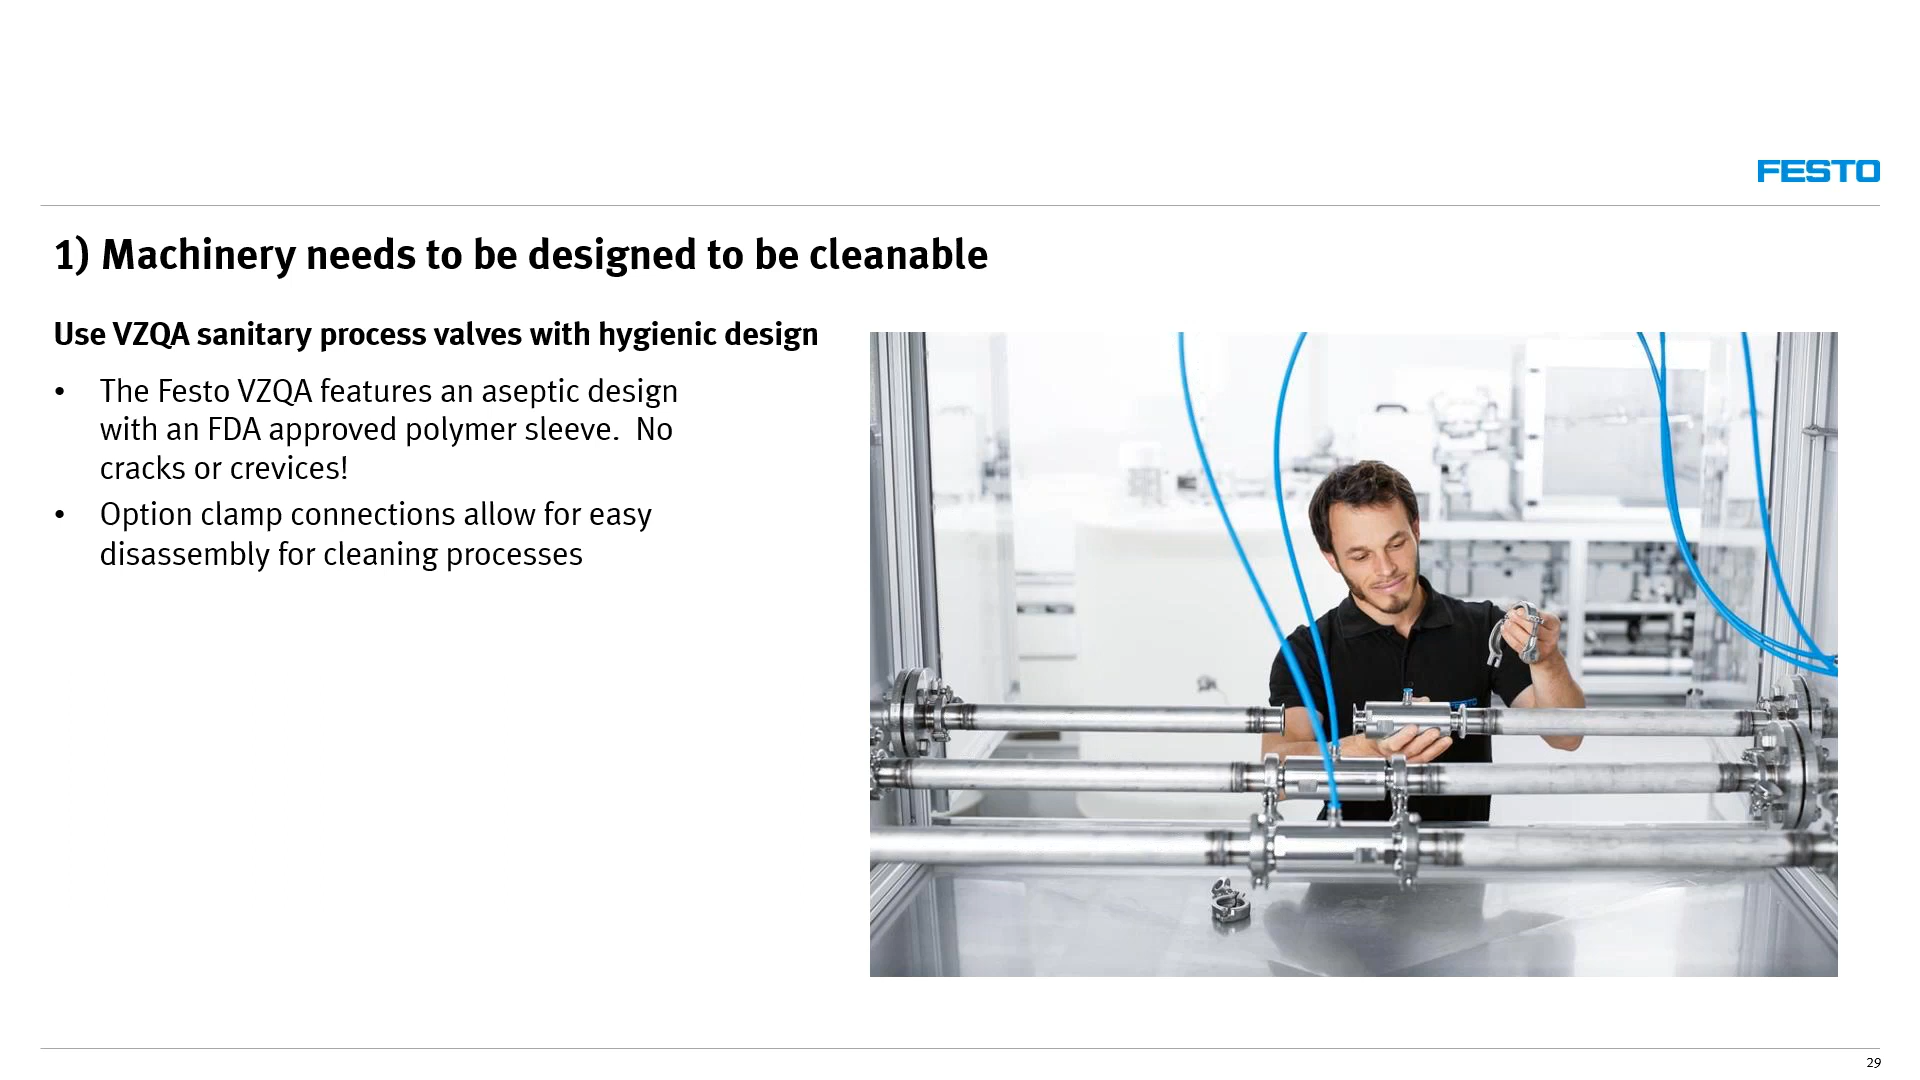 FESTO
1) Machinery needs to be designed to be cleanable
Use VZQA sanitary process valves with hygienic design
• The Festo VZQA features an aseptic design
with an FDA approved polymer sleeve.  No
cracks or crevices!
• Option clamp connections allow for easy
disassembly for cleaning processes
29